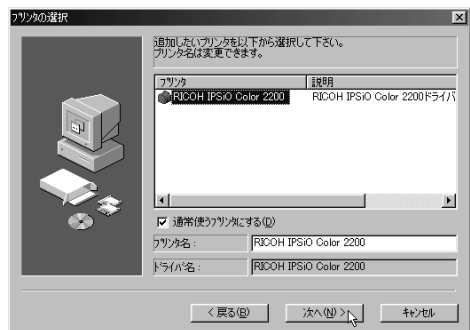 プリンタの選択
追加したいプリンタを以下から選択して下さい。
プリンタ名は変更できます。
プリンタ 説明
RICOH IPSiO Color 2200 RICOH IPSiO Color 2200ドライバ
通常使うプリンタにする(D)
プリンタ名： RICOH IPSiO Color 2200
ドライバ名： RICOH IPSiO Color 2200
< 戻る(B) 次へ(N) > キャンセル